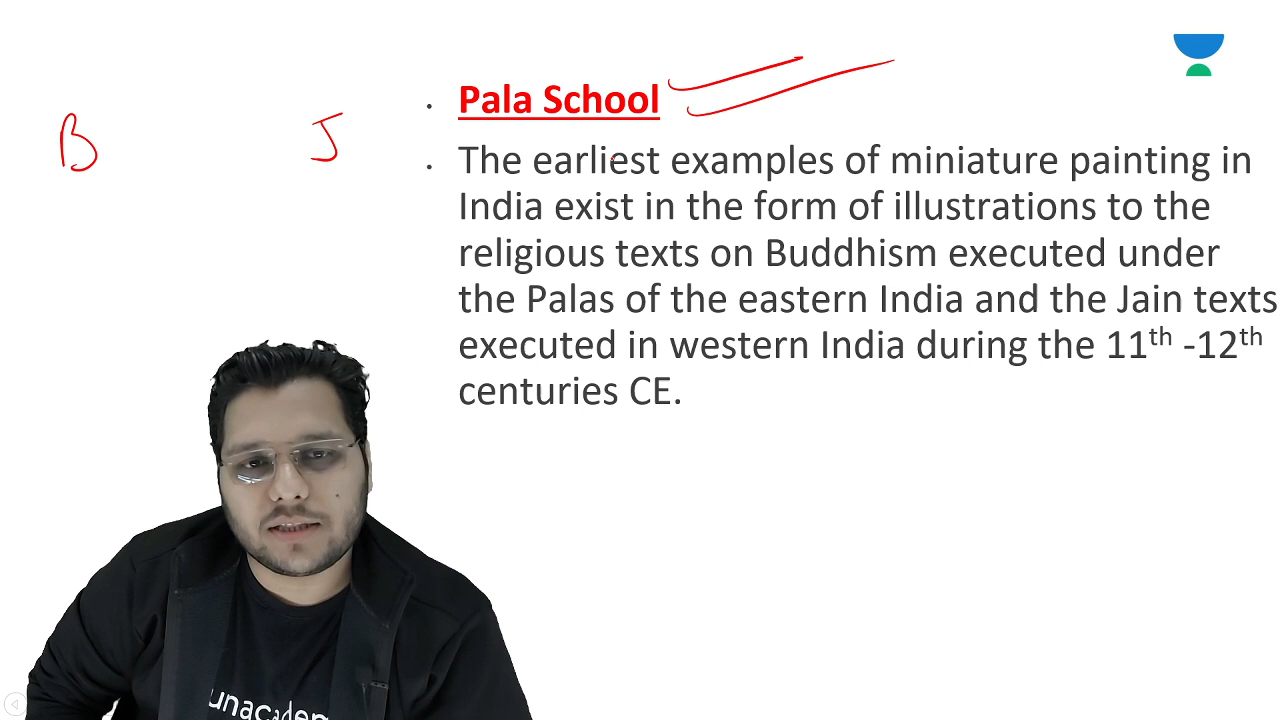 Pala School
B J
The earliest examples of miniature painting in
India exist in the form of illustrations to the
religious texts on Buddhism executed under
the Palas of the eastern India and the Jain texts
executed in western India during the 11th -12th
centuries CE.
unacadem